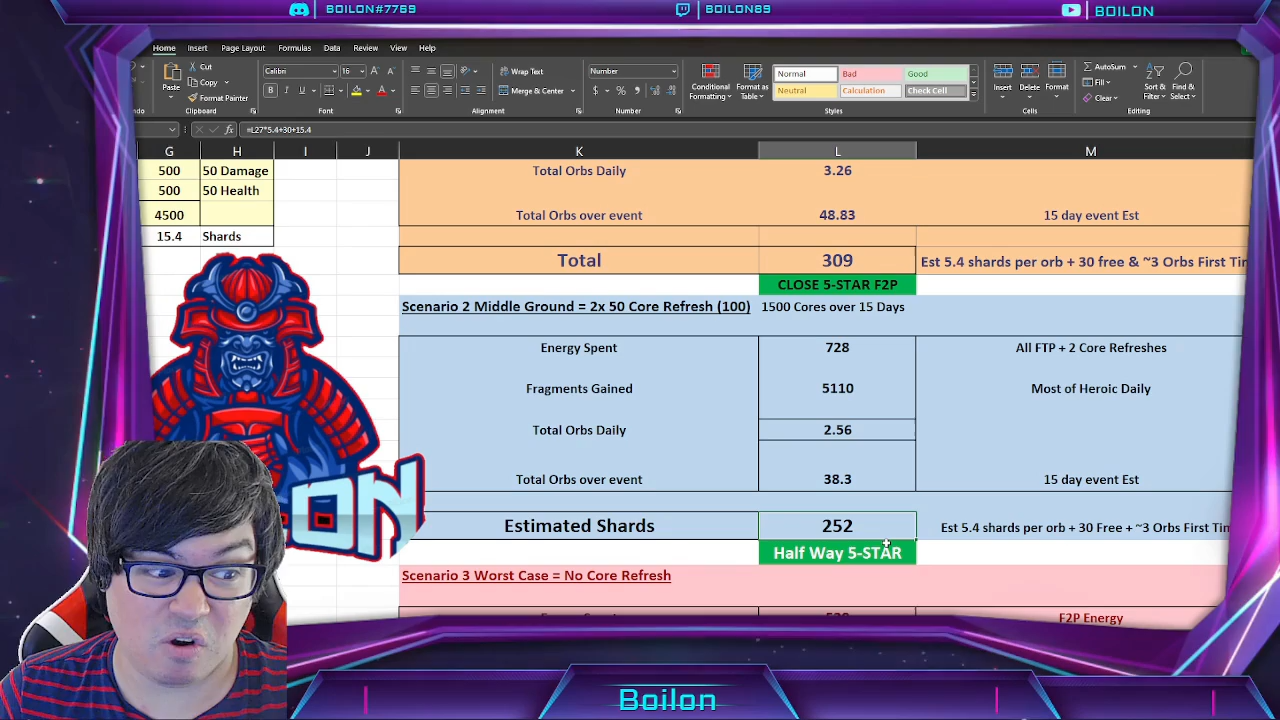 BOILON#7769
BOILON89
BOILON
Home Insert Page Layout Formulas Data Review View Help
Cut
Copy
Format Painter
Paste
Clipboard
Calibri 16
Font
Wrap Text
Merge & Center
Alignment
Number
Number
Conditional Formatting
Format as Table
Normal Bad Good
Neutral Calculation Check Cell
Styles
Insert Delete Format
Cells
AutoSum
Fill
Clear
Sort & Filter
Find & Select
Editing
=L27*5.4+30+15.4
G H I J K L M
500 50 Damage Total Orbs Daily 3.26
500 50 Health
4500 Total Orbs over event 48.83 15 day event Est
15.4 Shards
Total 309 Est 5.4 shards per orb + 30 free & ~3 Orbs First Tim
CLOSE 5-STAR F2P
Scenario 2 Middle Ground = 2x 50 Core Refresh (100) 1500 Cores over 15 Days
Energy Spent 728 All FTP + 2 Core Refreshes
Fragments Gained 5110 Most of Heroic Daily
Total Orbs Daily 2.56
Total Orbs over event 38.3 15 day event Est
Estimated Shards 252 Est 5.4 shards per orb + 30 Free + ~3 Orbs First Tim
Half Way 5-STAR
Scenario 3 Worst Case = No Core Refresh
F2P Energy
Boilon